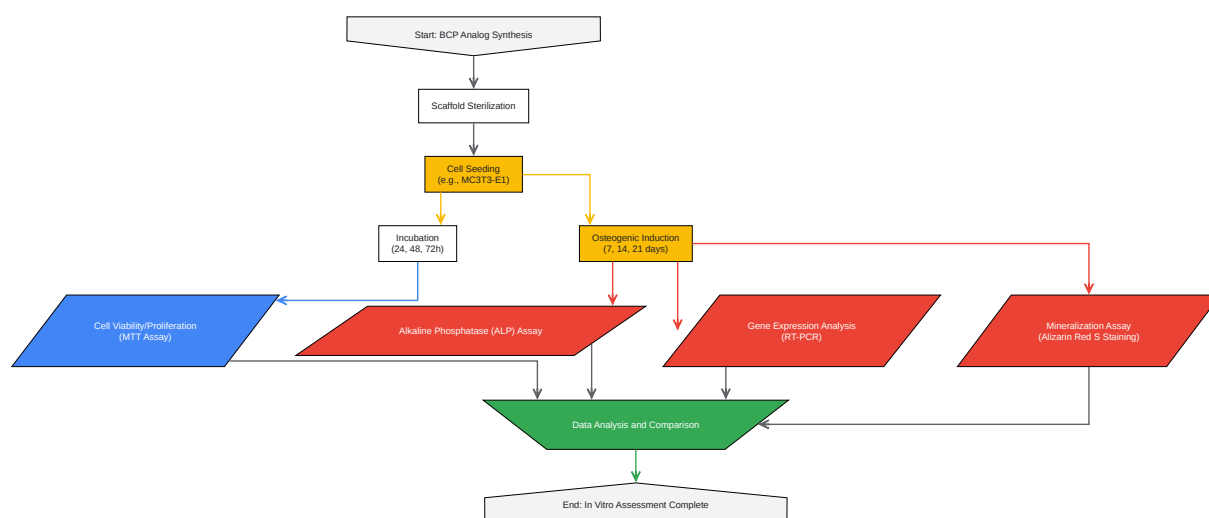 Start: BCP Analog Synthesis
Scaffold Sterilization
Cell Seeding
(e.g., MC3T3-E1)
Incubation
(24, 48, 72h)
Osteogenic Induction
(7, 14, 21 days)
Cell Viability/Proliferation
(MTT Assay)
Alkaline Phosphatase (ALP) Assay
Gene Expression Analysis
(RT-PCR)
Mineralization Assay
(Alizarin Red S Staining)
Data Analysis and Comparison
End: In Vitro Assessment Complete